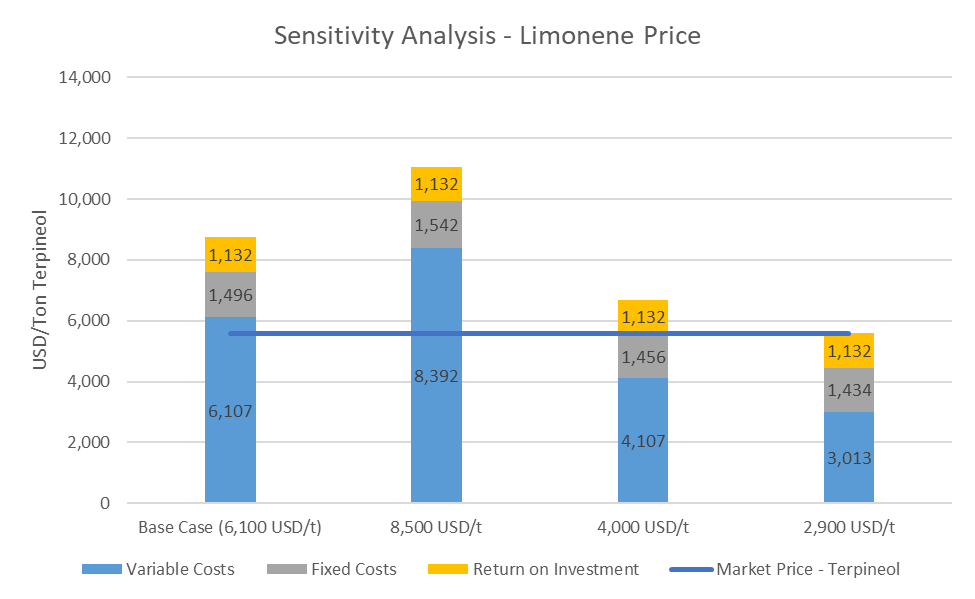 Sensitivity Analysis - Limonene Price
14,000
12,000
10,000
8,000
6,000
4,000
2,000
0
USD/Ton Terpineol
1,132
1,496
6,107
1,132
1,542
8,392
1,132
1,456
4,107
1,132
1,434
3,013
Base Case (6,100 USD/t)
8,500 USD/t
4,000 USD/t
2,900 USD/t
Variable Costs
Fixed Costs
Return on Investment
Market Price - Terpineol